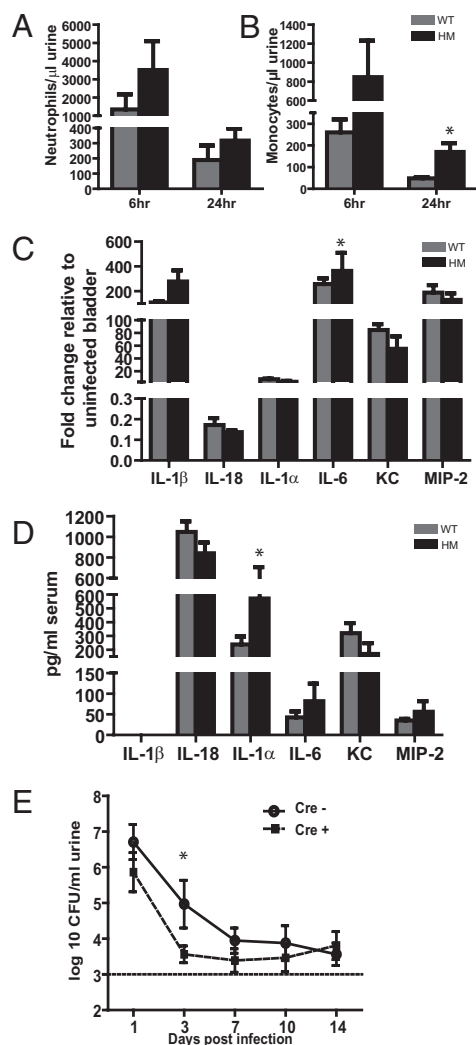 A
Neutrophils/µl urine
6000
5000
4000
3000
2000
1000
400
300
200
100
0
6hr 24hr
B
WT
HM
Monocytes/µl urine
1400
1200
1000
800
600
400
300
200
100
0
6hr 24hr
*
C
WT
HM
Fold change relative to
uninfected bladder
600
400
200
100
80
60
40
20
0.3
0.2
0.1
0.0
*
IL-1β IL-18 IL-1α IL-6 KC MIP-2
D
WT
HM
pg/ml serum
1200
1000
800
600
600
500
400
300
200
150
100
50
0
*
IL-1β IL-18 IL-1α IL-6 KC MIP-2
E
Cre -
Cre +
log 10 CFU/ml urine
8
7
6
5
4
3
2
*
1 3 7 10 14
Days post infection